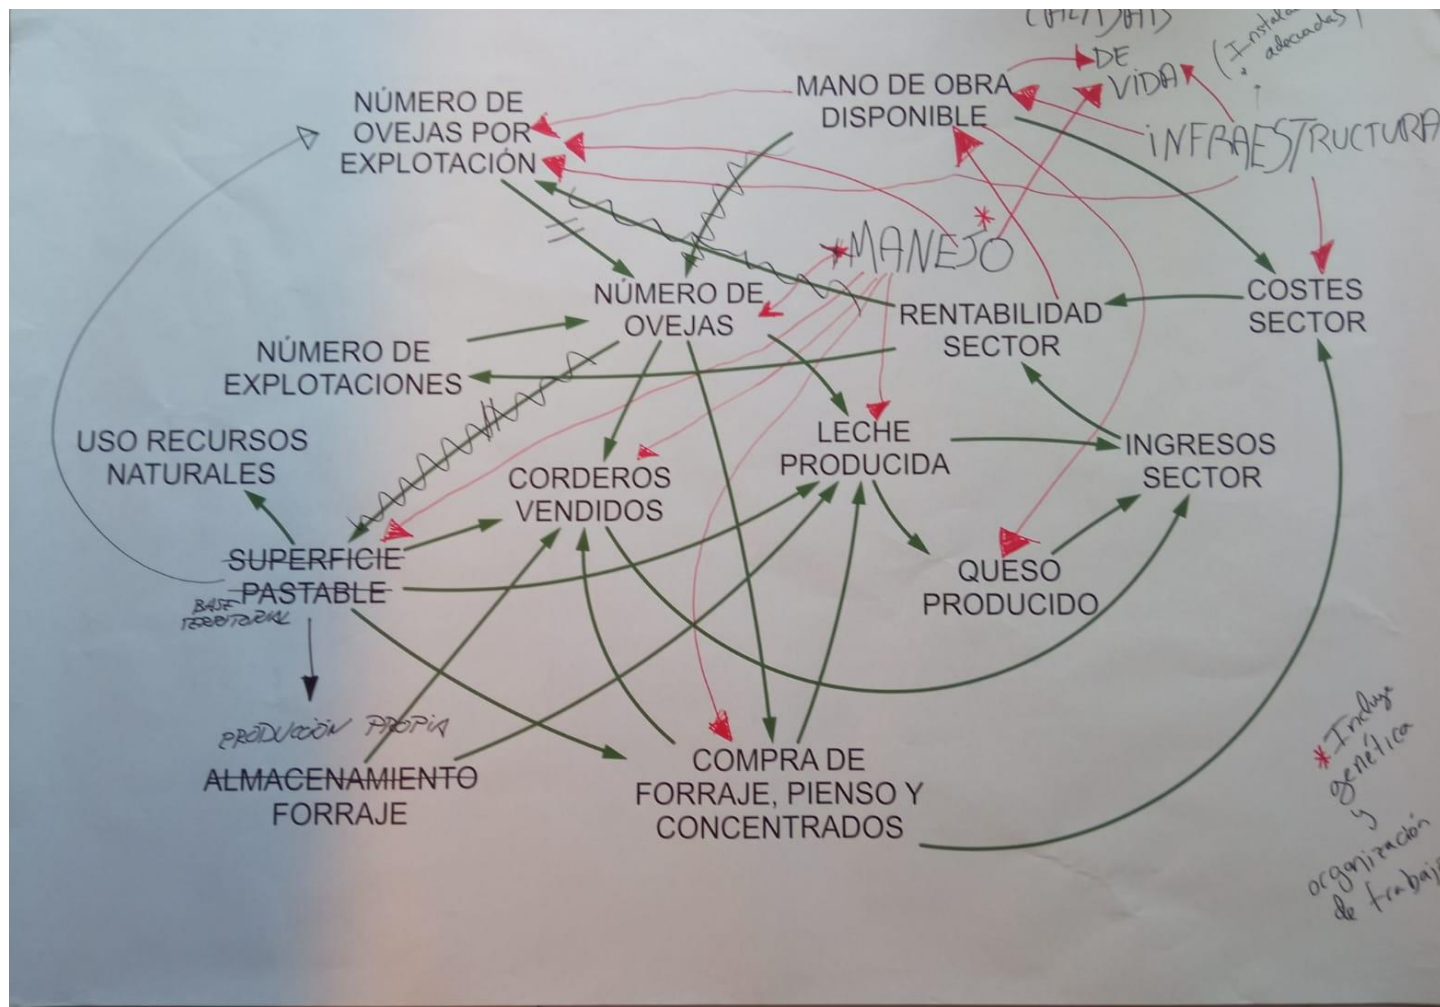 CALIDAD
DE
VIDA
(Instala
adecuadas)
MANO DE OBRA
DISPONIBLE
NÚMERO DE
OVEJAS POR
EXPLOTACIÓN
INFRAESTRUCTURA
*
+MANEJO
NÚMERO DE
OVEJAS
RENTABILIDAD
SECTOR
COSTES
SECTOR
NÚMERO DE
EXPLOTACIONES
USO RECURSOS
NATURALES
LECHE
PRODUCIDA
INGRESOS
SECTOR
CORDEROS
VENDIDOS
SUPERFICIE
PASTABLE
BASE
TERRITORIAL
QUESO
PRODUCIDO
PRODUCCIÓN PROPIA
ALMACENAMIENTO
FORRAJE
COMPRA DE
FORRAJE, PIENSO Y
CONCENTRADOS
* Incluye
genética
y
organización
de trabajo